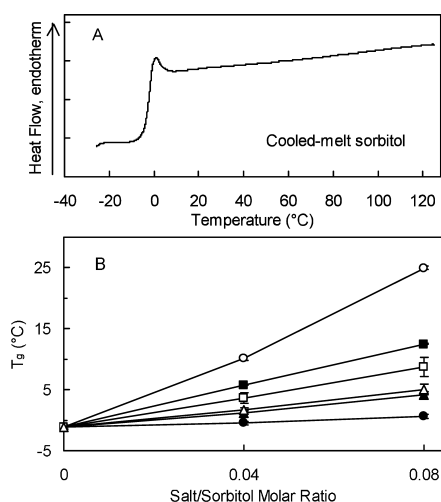 A
Heat Flow, endotherm
Cooled-melt sorbitol
-40 -20 0 20 40 60 80 100 120
Temperature (°C)
B
25
15
5
-5
Tg (°C)
0 0.04 0.08
Salt/Sorbitol Molar Ratio